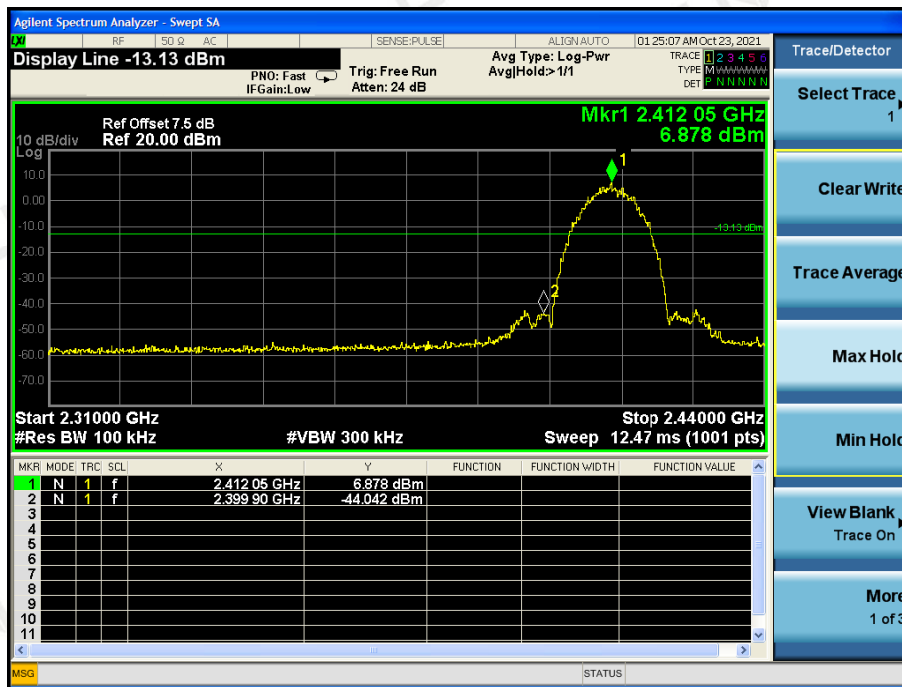 Agilent Spectrum Analyzer - Swept SA
LXI RF 50 Ω AC SENSE:PULSE ALIGN AUTO 01:25:07 AM Oct 23, 2021
Display Line -13.13 dBm
PNO: Fast
IFGain:Low
Trig: Free Run
Atten: 24 dB
Avg Type: Log-Pwr
Avg|Hold:>1/1
TRACE 1 2 3 4 5 6
TYPE MWWWWW
DET P N N N N N
Mkr1 2.412 05 GHz
6.878 dBm
Ref Offset 7.5 dB
10 dB/div Ref 20.00 dBm
Log
1
10.0
0.00
-10.0
-13.13 dBm
-20.0
-30.0
2
-40.0
-50.0
-60.0
-70.0
Start 2.31000 GHz Stop 2.44000 GHz
#Res BW 100 kHz #VBW 300 kHz Sweep 12.47 ms (1001 pts)
MKR MODE TRC SCL X Y FUNCTION FUNCTION WIDTH FUNCTION VALUE
1 N 1 f 2.412 05 GHz 6.878 dBm
2 N 1 f 2.399 90 GHz -44.042 dBm
3
4
5
6
7
8
9
10
11
MSG STATUS
Trace/Detector
Select Trace
1
Clear Write
Trace Average
Max Hold
Min Hold
View Blank
Trace On
More
1 of 3